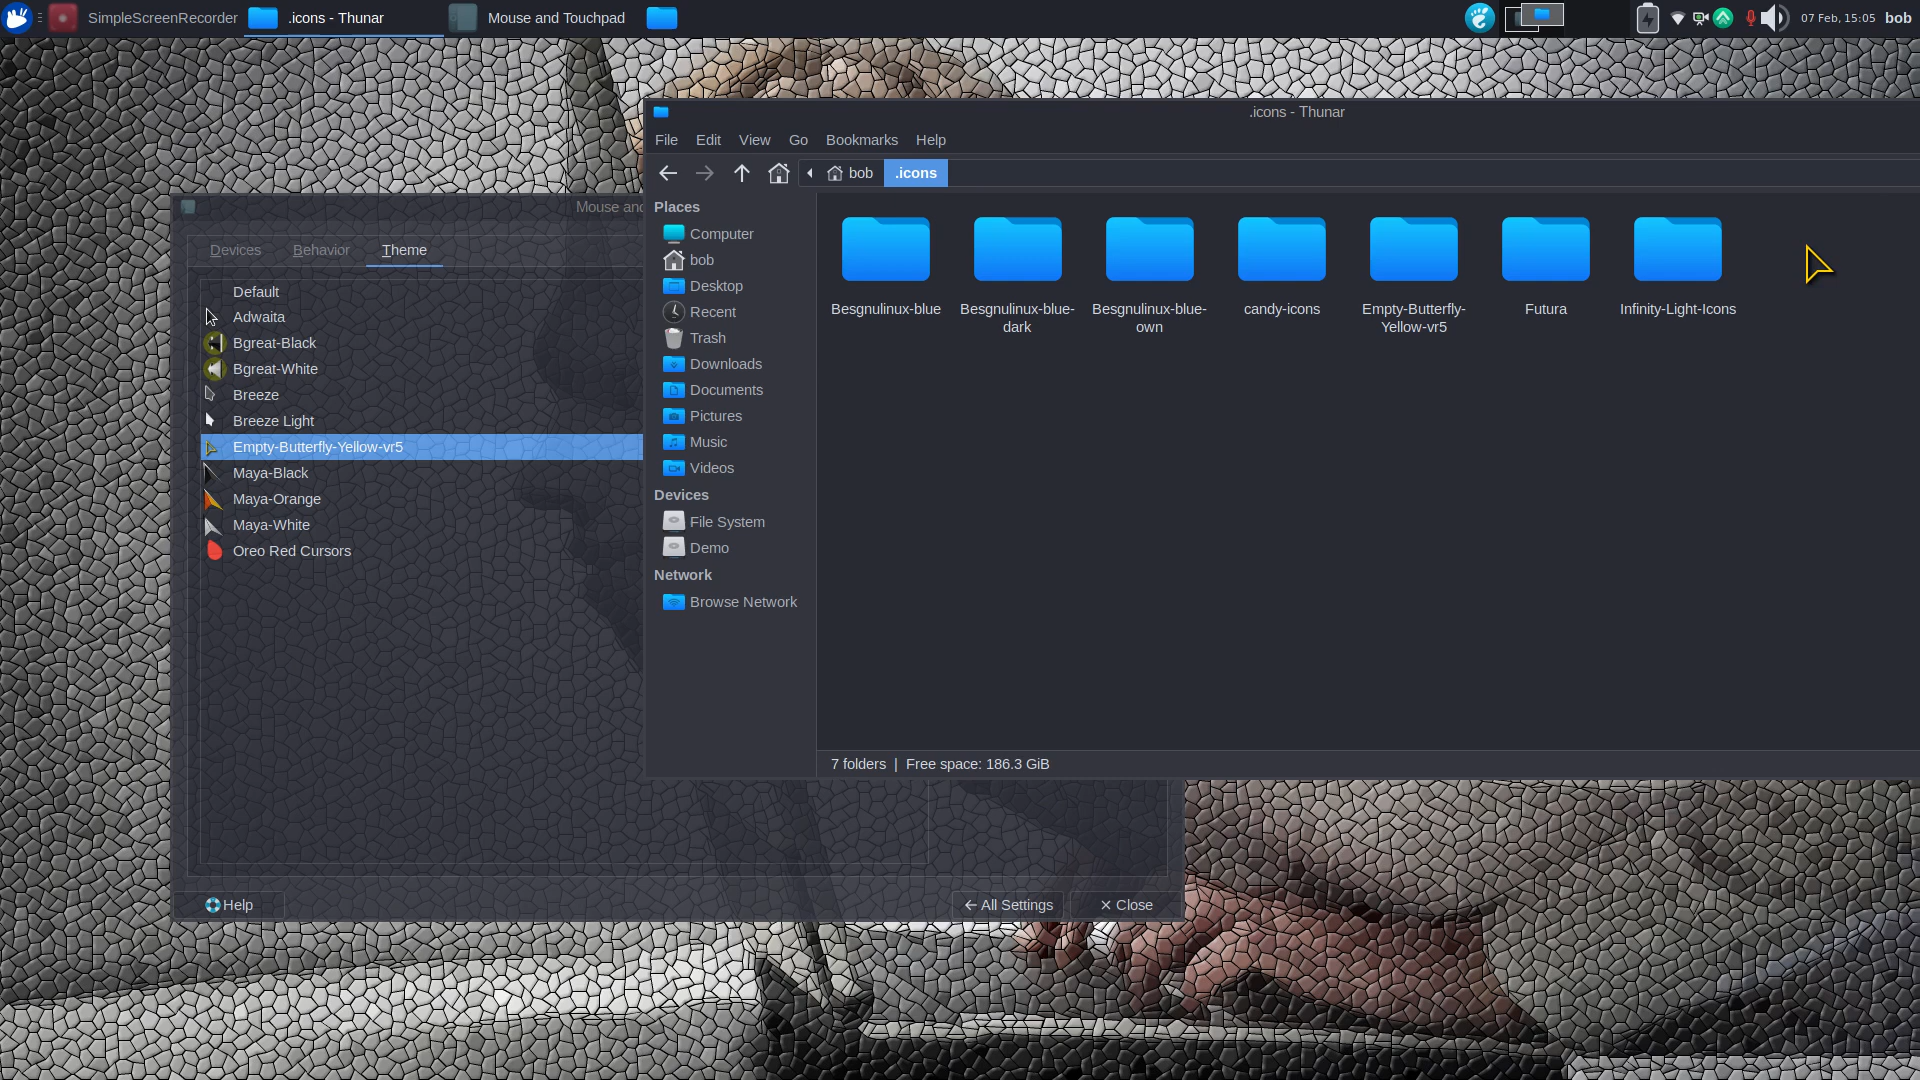 SimpleScreenRecorder
.icons - Thunar
Mouse and Touchpad
07 Feb, 15:05 bob
.icons - Thunar
File Edit View Go Bookmarks Help
bob .icons
Mouse and
Devices Behavior Theme
Default
Adwaita
Bgreat-Black
Bgreat-White
Breeze
Breeze Light
Empty-Butterfly-Yellow-vr5
Maya-Black
Maya-Orange
Maya-White
Oreo Red Cursors
Help
All Settings
Close
Places
Computer
bob
Desktop
Recent
Trash
Downloads
Documents
Pictures
Music
Videos
Devices
File System
Demo
Network
Browse Network
Besgnulinux-blue
Besgnulinux-blue-
dark
Besgnulinux-blue-
own
candy-icons
Empty-Butterfly-
Yellow-vr5
Futura
Infinity-Light-Icons
7 folders | Free space: 186.3 GiB